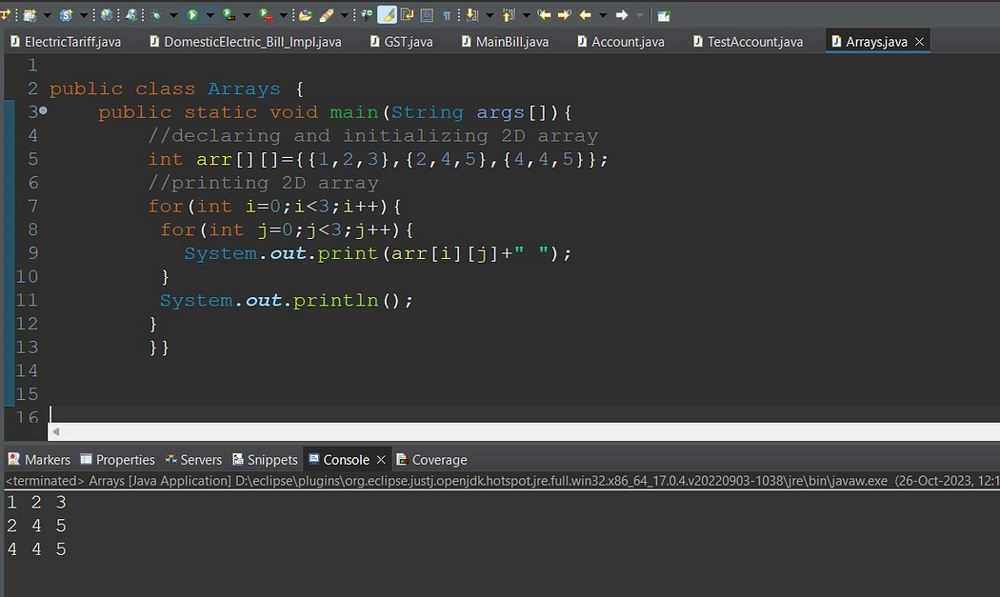 ElectricTariff.java DomesticElectric_Bill_Impl.java GST.java MainBill.java Account.java TestAccount.java Arrays.java
1
2 public class Arrays {
3 public static void main(String args[]){
4 //declaring and initializing 2D array
5 int arr[][]={{1,2,3},{2,4,5},{4,4,5}};
6 //printing 2D array
7 for(int i=0;i<3;i++){
8 for(int j=0;j<3;j++){
9 System.out.print(arr[i][j]+" ");
10 }
11 System.out.println();
12 }
13 }}
14
15
16
Markers Properties Servers Snippets Console Coverage
<terminated> Arrays [Java Application] D:\eclipse\plugins\org.eclipse.justj.openjdk.hotspot.jre.full.win32.x86_64_17.0.4.v20220903-1038\jre\bin\javaw.exe (26-Oct-2023, 12:1
1 2 3
2 4 5
4 4 5